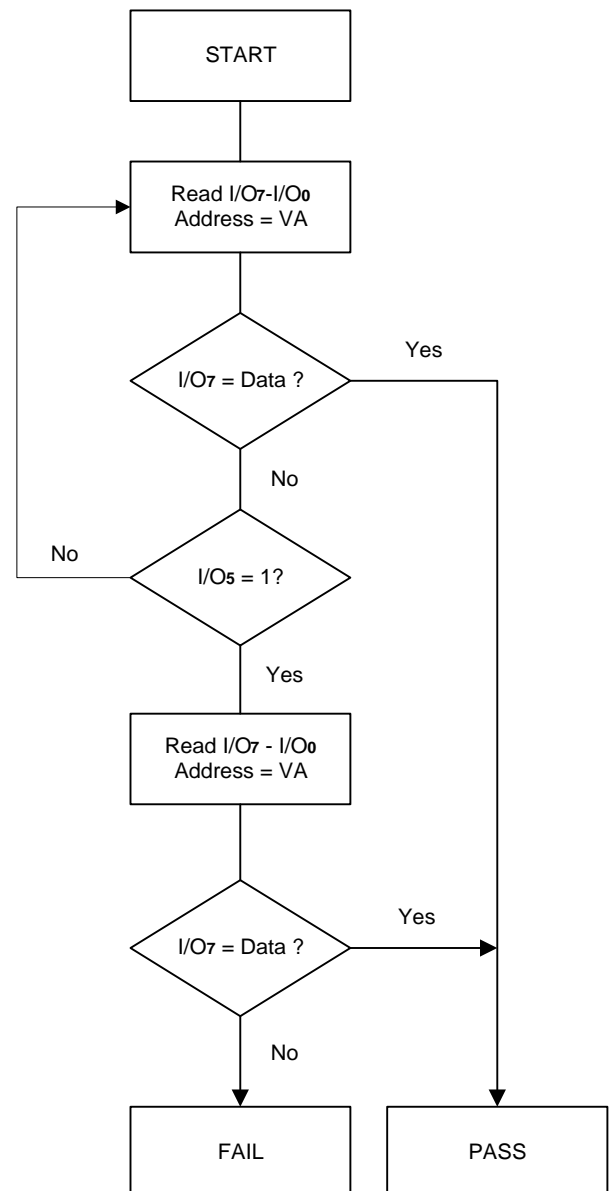 START
Read I/O7-I/O0
Address = VA
I/O7 = Data ?
Yes
No
I/O5 = 1?
No
Yes
Read I/O7 - I/O0
Address = VA
I/O7 = Data ?
Yes
No
FAIL
PASS